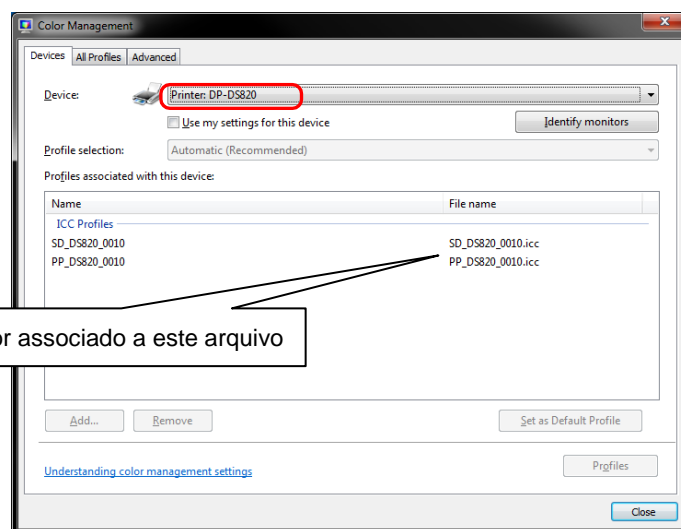 Color Management
Devices All Profiles Advanced
Device: Printer: DP-DS820
Use my settings for this device Identify monitors
Profile selection: Automatic (Recommended)
Profiles associated with this device:
Name File name
ICC Profiles
SD_DS820_0010 SD_DS820_0010.icc
PP_DS820_0010 PP_DS820_0010.icc
or associado a este arquivo
Add... Remove Set as Default Profile
Understanding color management settings Profiles
Close